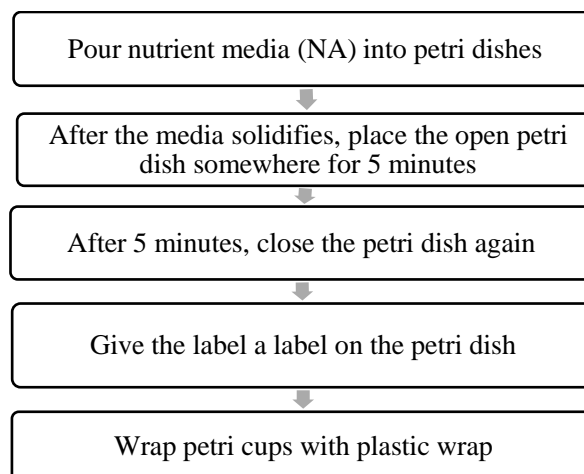 Pour nutrient media (NA) into petri dishes
After the media solidifies, place the open petri
dish somewhere for 5 minutes
After 5 minutes, close the petri dish again
Give the label a label on the petri dish
Wrap petri cups with plastic wrap